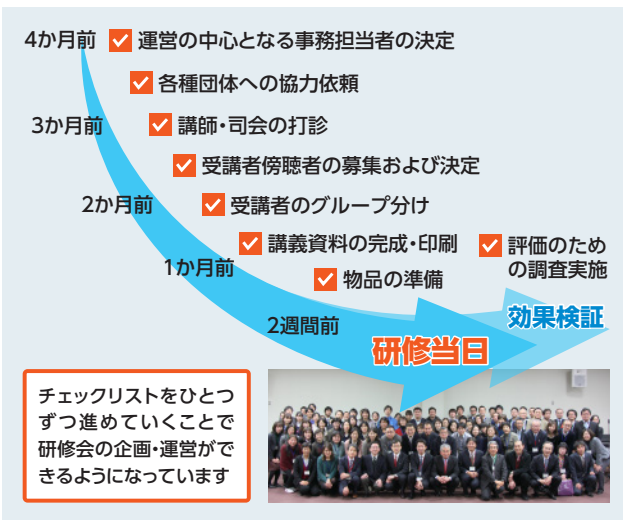 4か月前
運営の中心となる事務担当者の決定
各種団体への協力依頼
3か月前
講師・司会の打診
受講者傍聴者の募集および決定
2か月前
受講者のグループ分け
講義資料の完成・印刷
評価のため
の調査実施
1か月前
物品の準備
2週間前
効果検証
研修当日
チェックリストをひとつ
ずつ進めていくことで
研修会の企画・運営がで
きるようになっています